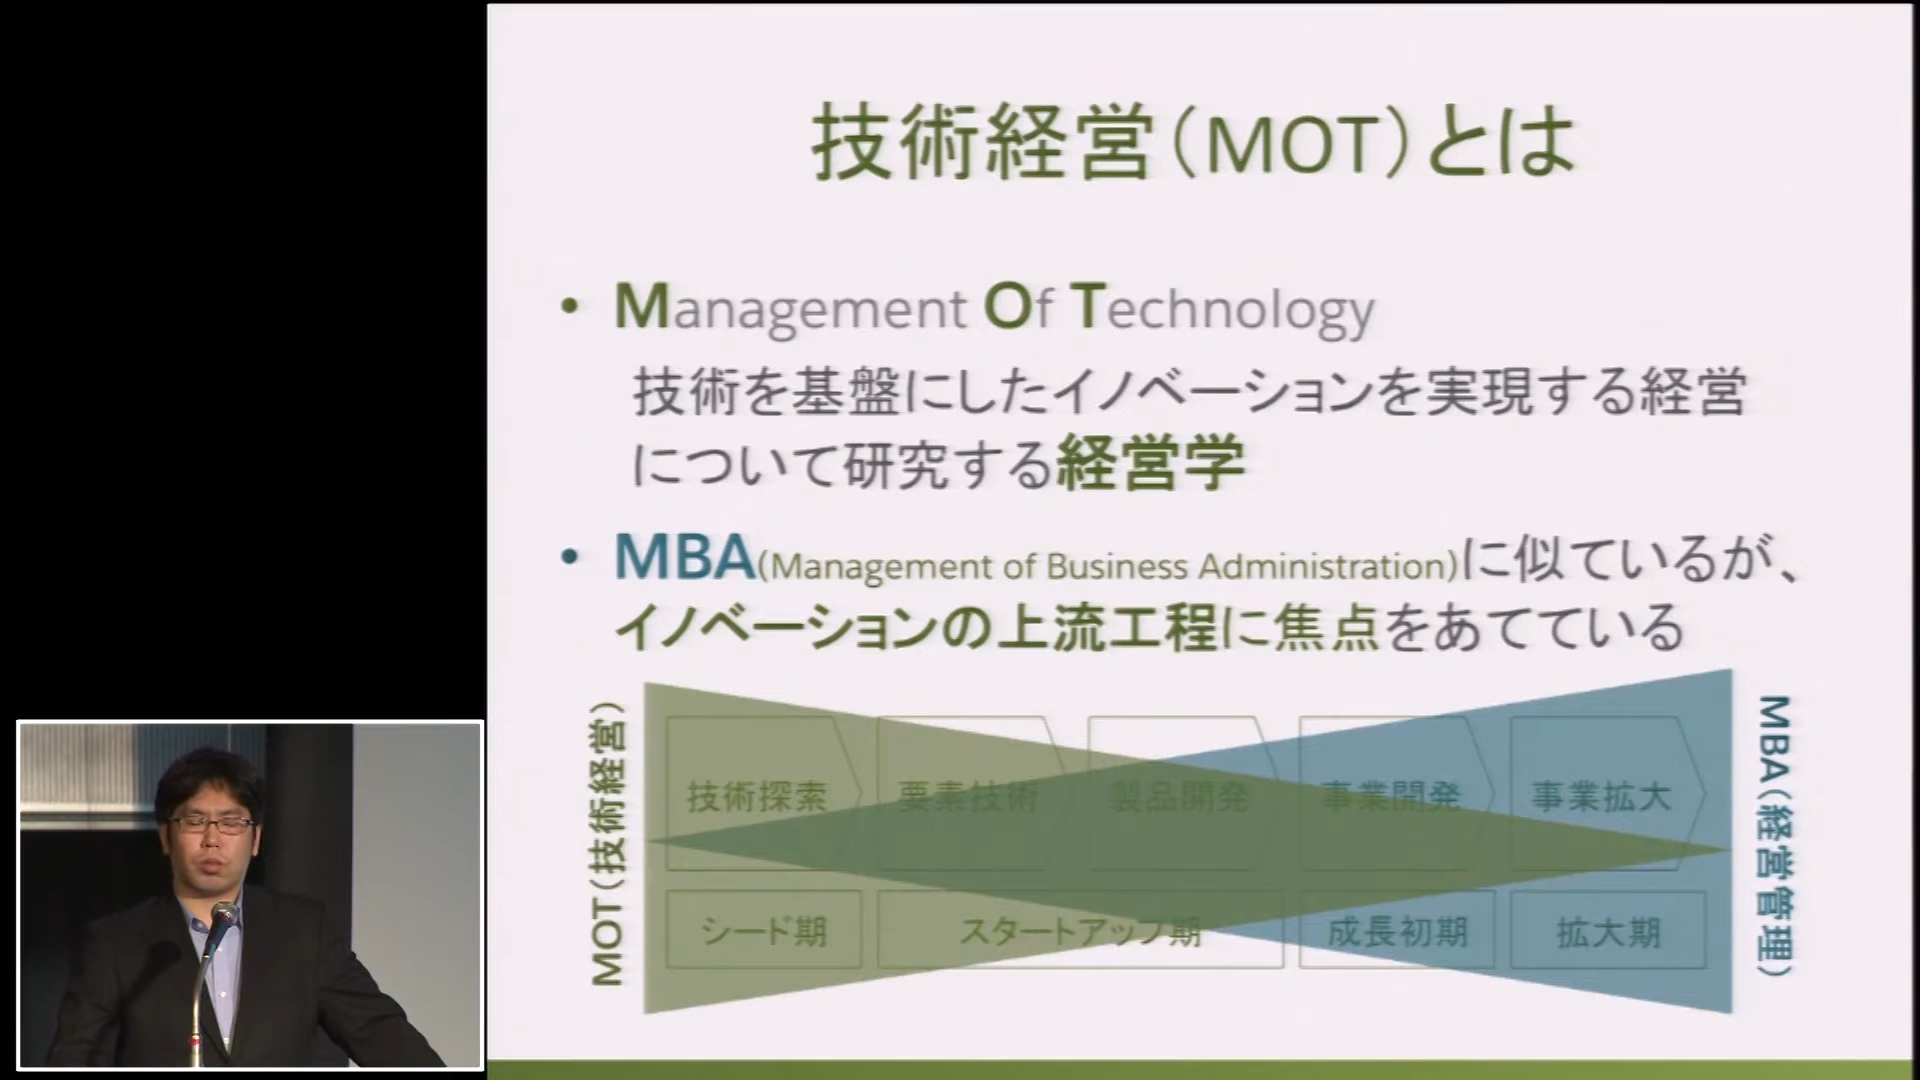 技術経営（MOT）とは
• Management Of Technology
技術を基盤にしたイノベーションを実現する経営
について研究する経営学
• MBA(Management of Business Administration)に似ているが、
イノベーションの上流工程に焦点をあてている
MOT（技術経営）
技術探索
要素技術
製品開発
事業開発
事業拡大
シード期
スタートアップ期
成長初期
拡大期
MBA（経営管理）